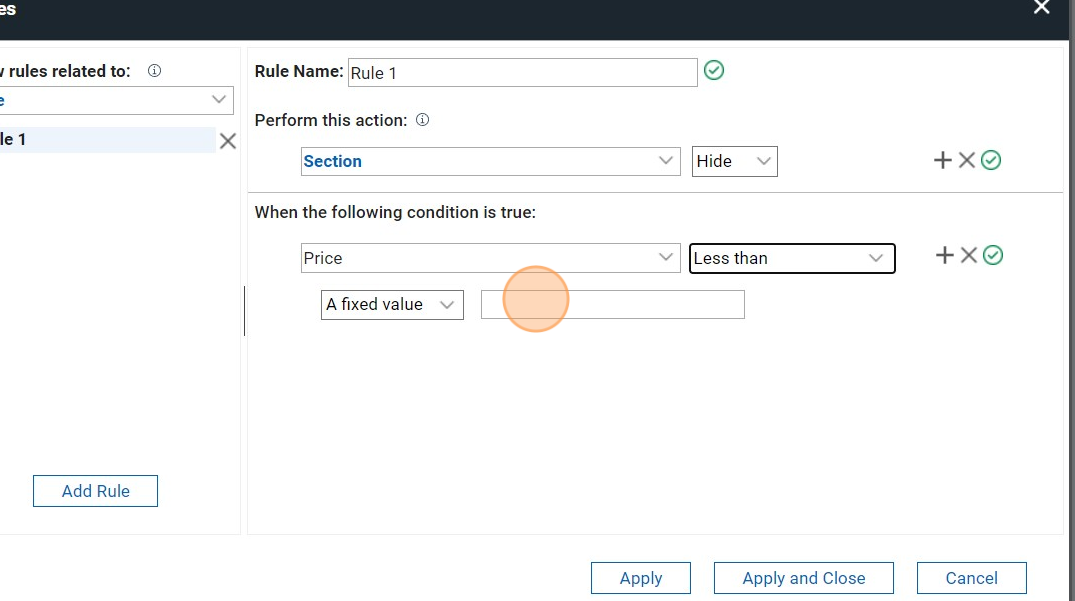 es
v rules related to:
e
le 1
Add Rule
Rule Name: Rule 1
Perform this action:
Section Hide
When the following condition is true:
Price Less than
A fixed value
Apply Apply and Close Cancel